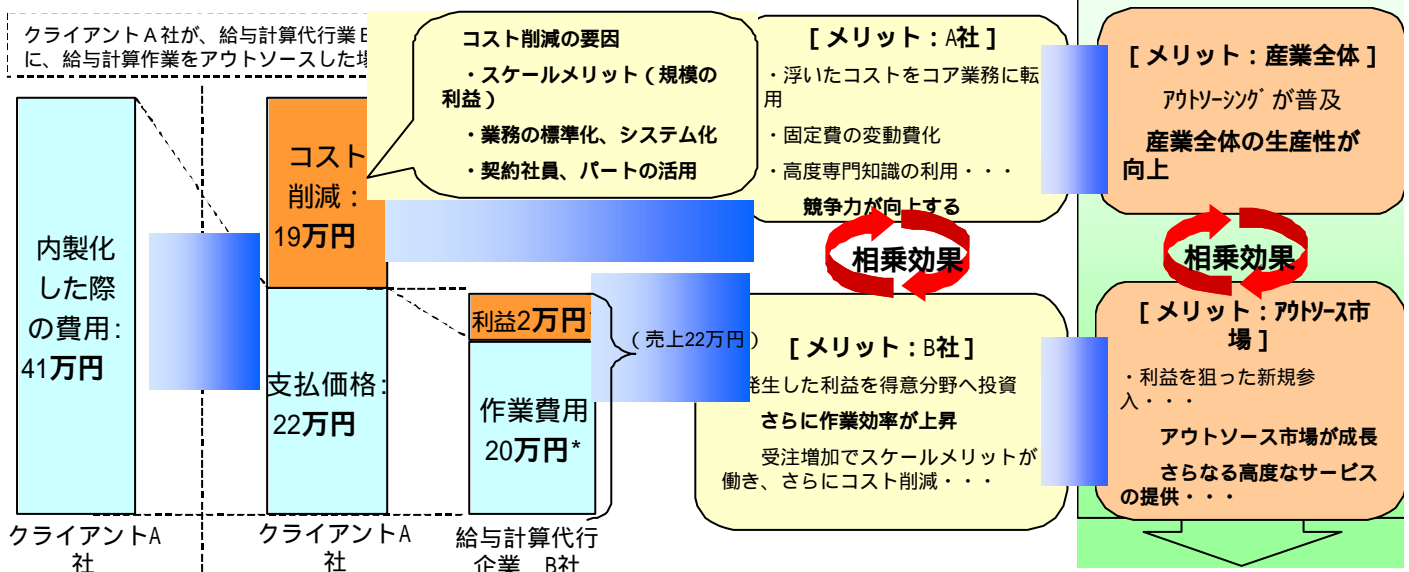 クライアントA社が、給与計算代行業
に、給与計算作業をアウトソースした
コスト削減の要因
・スケールメリット(規模の
利益)
・業務の標準化、システム化
・契約社員、パートの活用
[メリット:A社]
・浮いたコストをコア業務に転
用
・固定費の変動費化
・高度専門知識の利用・・・
競争力が向上する
[メリット:産業全体]
アウトソーシングが普及
産業全体の生産性が
向上
内製化
した際
の費用:
41万円
コスト
削減:
19万円
支払価格:
22万円
利益2万円
(売上22万円)
作業費用
20万円*
相乗効果
相乗効果
[メリット:B社]
発生した利益を得意分野へ投資
さらに作業効率が上昇
受注増加でスケールメリットが
働き、さらにコスト削減・・・
[メリット:アウトソース市
場]
・利益を狙った新規参
入・・・
アウトソース市場が成長
さらなる高度なサービス
の提供・・・
クライアントA
社
クライアントA
社
給与計算代行
企業 B社